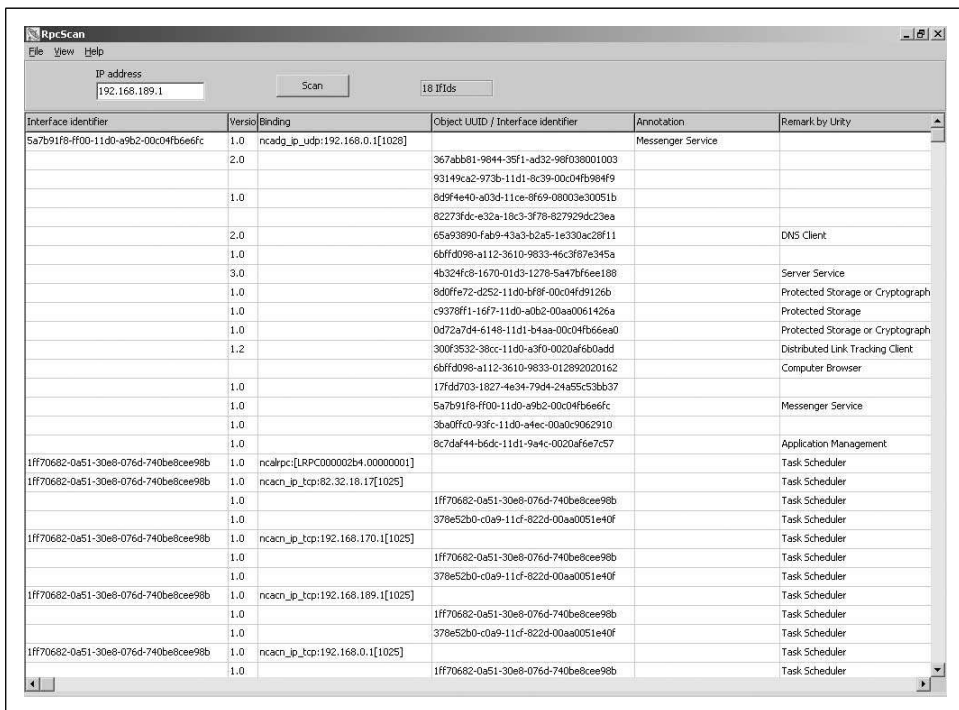 RpcScan
File View Help
IP address
192.168.189.1
Scan
18 IfIds
Interface identifier Versio Binding Object UUID / Interface identifier Annotation Remark by Urity
5a7b91f8-ff00-11d0-a9b2-00c04fb6e6fc 1.0 ncadg_ip_udp:192.168.0.1[1028] Messenger Service
2.0 367abb81-9844-35f1-ad32-98f038001003
93149ca2-973b-11d1-8c39-00c04fb984f9
1.0 8d9f4e40-a03d-11ce-8f69-08003e30051b
82273fdc-e32a-18c3-3f78-827929dc23ea
2.0 65a93890-fab9-43a3-b2a5-1e330ac28f11 DNS Client
1.0 6bffd098-a112-3610-9833-46c3f87e345a
3.0 4b324fc8-1670-01d3-1278-5a47bf6ee188 Server Service
1.0 8d0ffe72-d252-11d0-bf8f-00c04fd9126b Protected Storage or Cryptograph
1.0 c9378ff1-16f7-11d0-a0b2-00aa0061426a Protected Storage
1.0 0d72a7d4-6148-11d1-b4aa-00c04fb66ea0 Protected Storage or Cryptograph
1.2 300f3532-38cc-11d0-a3f0-0020af6b0add Distributed Link Tracking Client
6bffd098-a112-3610-9833-012892020162 Computer Browser
1.0 17fdd703-1827-4e34-79d4-24a55c53bb37
1.0 5a7b91f8-ff00-11d0-a9b2-00c04fb6e6fc Messenger Service
1.0 3ba0ffc0-93fc-11d0-a4ec-00a0c9062910
1.0 8c7daf44-b6dc-11d1-9a4c-0020af6e7c57 Application Management
1ff70682-0a51-30e8-076d-740be8cee98b 1.0 ncalrpc:[LRPC000002b4.00000001] Task Scheduler
1ff70682-0a51-30e8-076d-740be8cee98b 1.0 ncacn_ip_tcp:82.32.18.17[1025] Task Scheduler
1.0 1ff70682-0a51-30e8-076d-740be8cee98b Task Scheduler
1.0 378e52b0-c0a9-11cf-822d-00aa0051e40f Task Scheduler
1ff70682-0a51-30e8-076d-740be8cee98b 1.0 ncacn_ip_tcp:192.168.170.1[1025] Task Scheduler
1.0 1ff70682-0a51-30e8-076d-740be8cee98b Task Scheduler
1.0 378e52b0-c0a9-11cf-822d-00aa0051e40f Task Scheduler
1ff70682-0a51-30e8-076d-740be8cee98b 1.0 ncacn_ip_tcp:192.168.189.1[1025] Task Scheduler
1.0 1ff70682-0a51-30e8-076d-740be8cee98b Task Scheduler
1.0 378e52b0-c0a9-11cf-822d-00aa0051e40f Task Scheduler
1ff70682-0a51-30e8-076d-740be8cee98b 1.0 ncacn_ip_tcp:192.168.0.1[1025] Task Scheduler
1.0 1ff70682-0a51-30e8-076d-740be8cee98b Task Scheduler